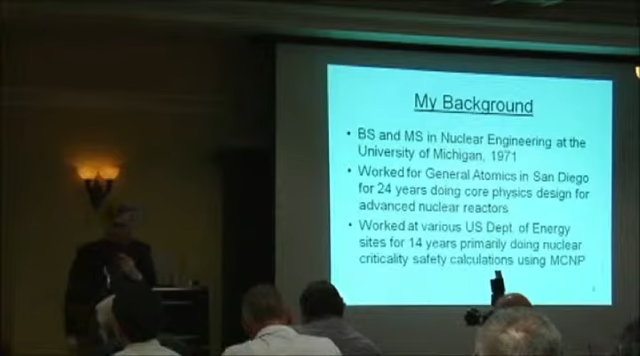 My Background
• BS and MS in Nuclear Engineering at the
University of Michigan, 1971
• Worked for General Atomics in San Diego
for 24 years doing core physics design for
advanced nuclear reactors
• Worked at various US Dept. of Energy
sites for 14 years primarily doing nuclear
criticality safety calculations using MCNP